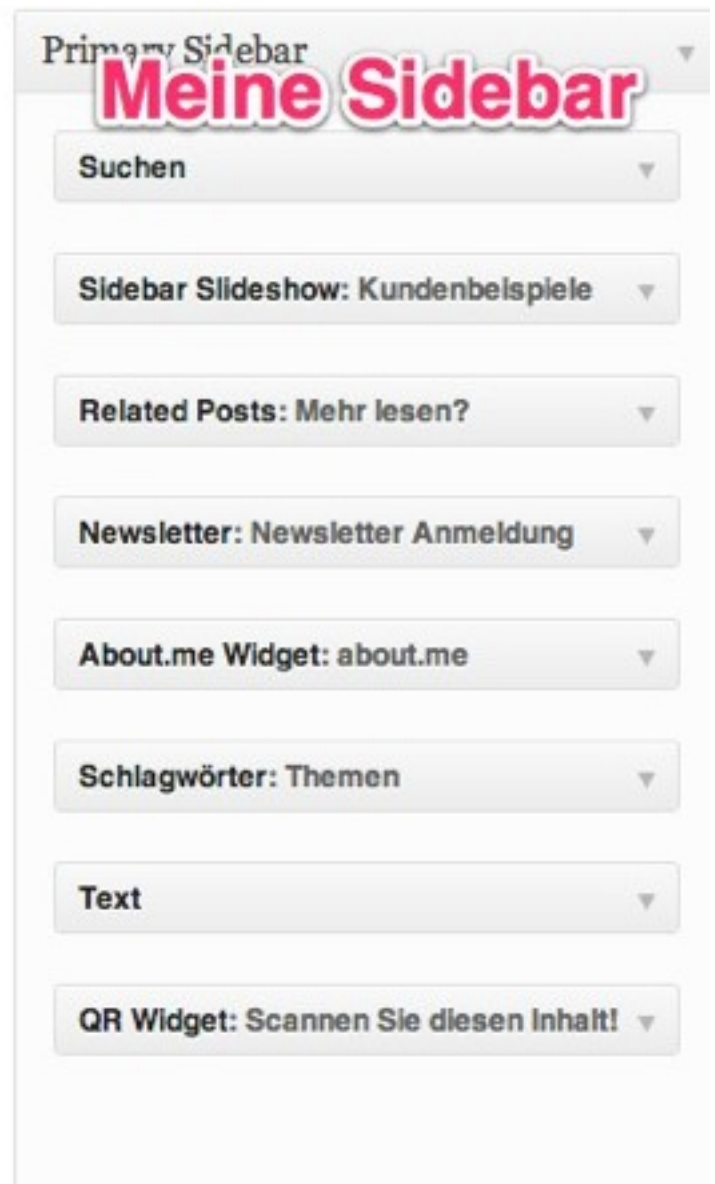 Primary Sidebar
Meine Sidebar
Suchen
Sidebar Slideshow: Kundenbeispiele
Related Posts: Mehr lesen?
Newsletter: Newsletter Anmeldung
About.me Widget: about.me
Schlagwörter: Themen
Text
QR Widget: Scannen Sie diesen Inhalt!